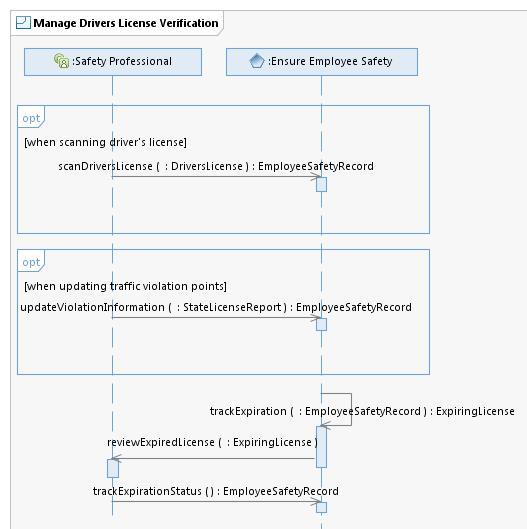 Manage Drivers License Verification
:Safety Professional
:Ensure Employee Safety
opt
[when scanning driver's license]
scanDriversLicense ( : DriversLicense ) : EmployeeSafetyRecord
opt
[when updating traffic violation points]
updateViolationInformation ( : StateLicenseReport ) : EmployeeSafetyRecord
trackExpiration ( : EmployeeSafetyRecord ) : ExpiringLicense
reviewExpiredLicense ( : ExpiringLicense )
trackExpirationStatus ( ) : EmployeeSafetyRecord